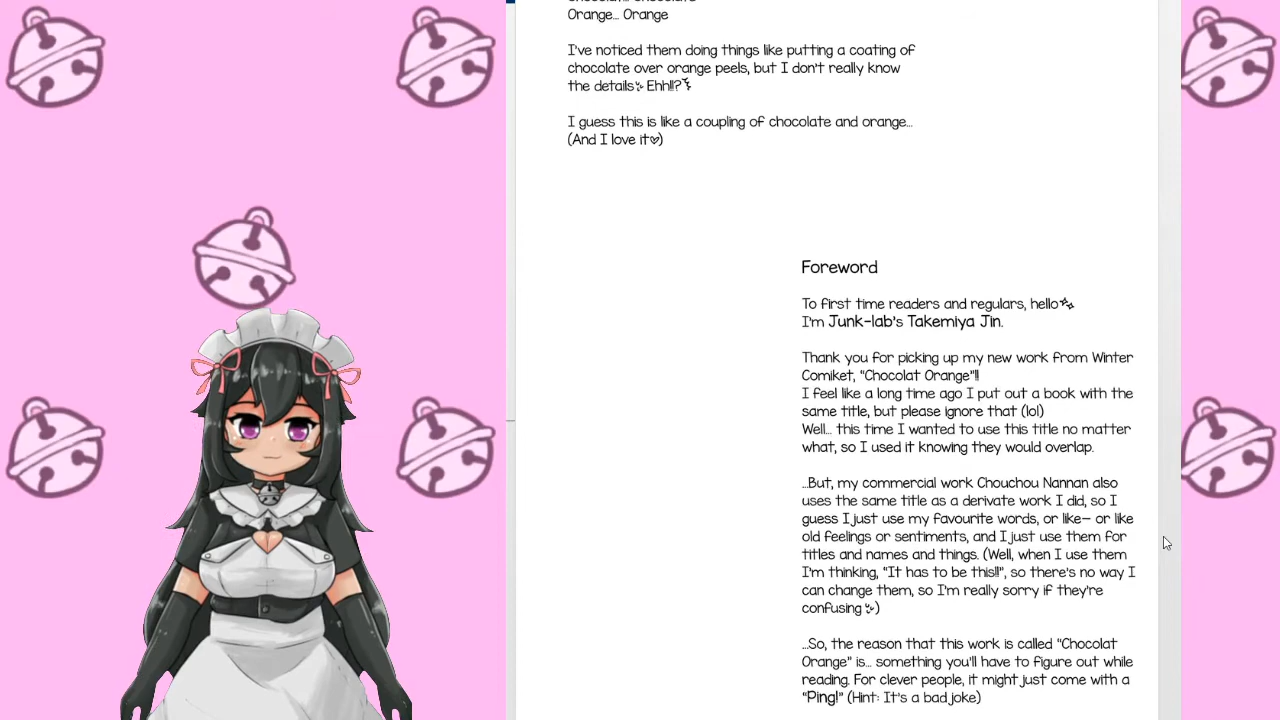 Orange... Orange
I've noticed them doing things like putting a coating of
chocolate over orange peels, but I don't really know
the details Ehh!!?
I guess this is like a coupling of chocolate and orange...
(And I love it♡)
Foreword
To first time readers and regulars, hello
I'm Junk-lab's Takemiya Jin.
Thank you for picking up my new work from Winter
Comiket, "Chocolat Orange"!!
I feel like a long time ago I put out a book with the
same title, but please ignore that (lol)
Well... this time I wanted to use this title no matter
what, so I used it knowing they would overlap.
...But, my commercial work Chouchou Nannan also
uses the same title as a derivate work I did, so I
guess I just use my favourite words, or like— or like
old feelings or sentiments, and I just use them for
titles and names and things. (Well, when I use them
I'm thinking, "It has to be this!!", so there's no way I
can change them, so I'm really sorry if they're
confusing)
...So, the reason that this work is called "Chocolat
Orange" is... something you'll have to figure out while
reading. For clever people, it might just come with a
"Ping!" (Hint: It's a bad joke)